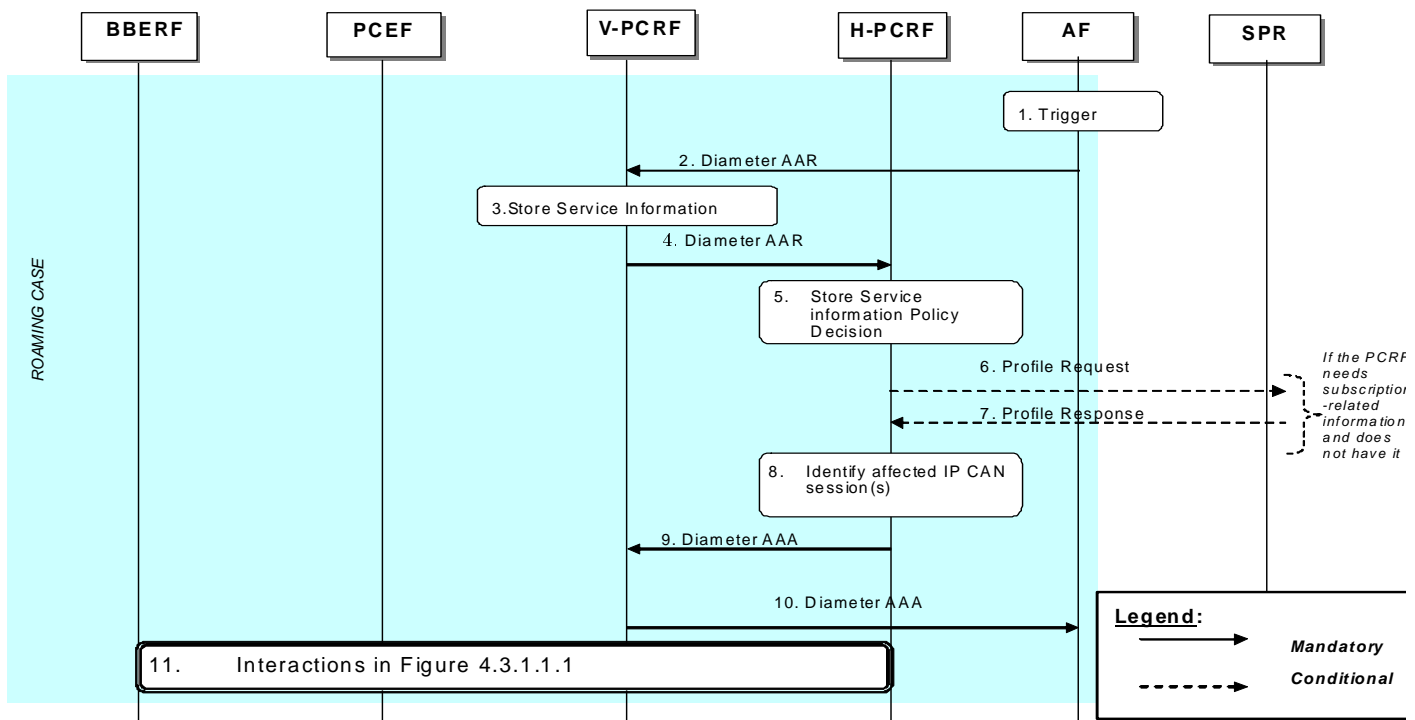 BBERF
PCEF
V-PCRF
H-PCRF
AF
SPR
1. Trigger
2. Diameter AAR
3.Store Service Information
4. Diameter AAR
5. Store Service
information Policy
Decision
ROAMING CASE
6. Profile Request
7. Profile Response
If the PCRF
needs
subscription
-related
information
and does
not have it
8. Identify affected IP CAN
session(s)
9. Diameter AAA
10. Diameter AAA
11. Interactions in Figure 4.3.1.1.1
Legend:
Mandatory
Conditional